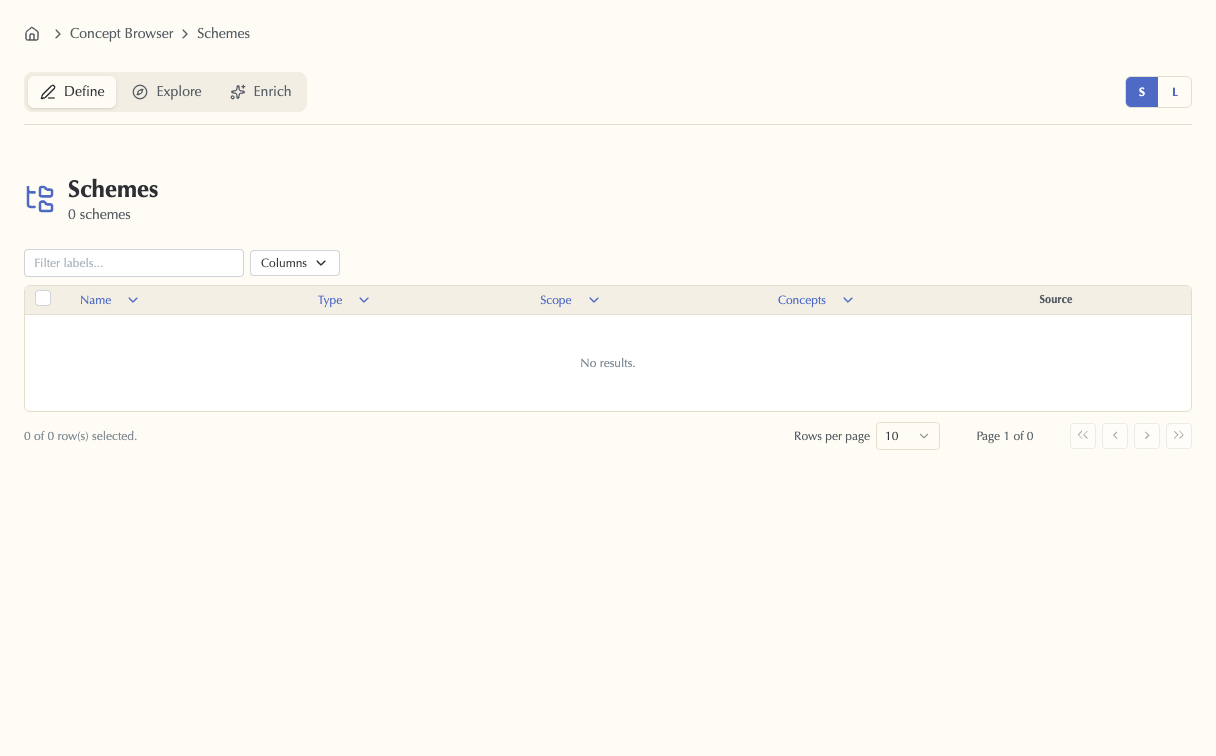 Concept Browser Schemes
Define Explore Enrich S L
Schemes
0 schemes
Filter labels... Columns
Name Type Scope Concepts Source
No results.
0 of 0 row(s) selected. Rows per page 10 Page 1 of 0